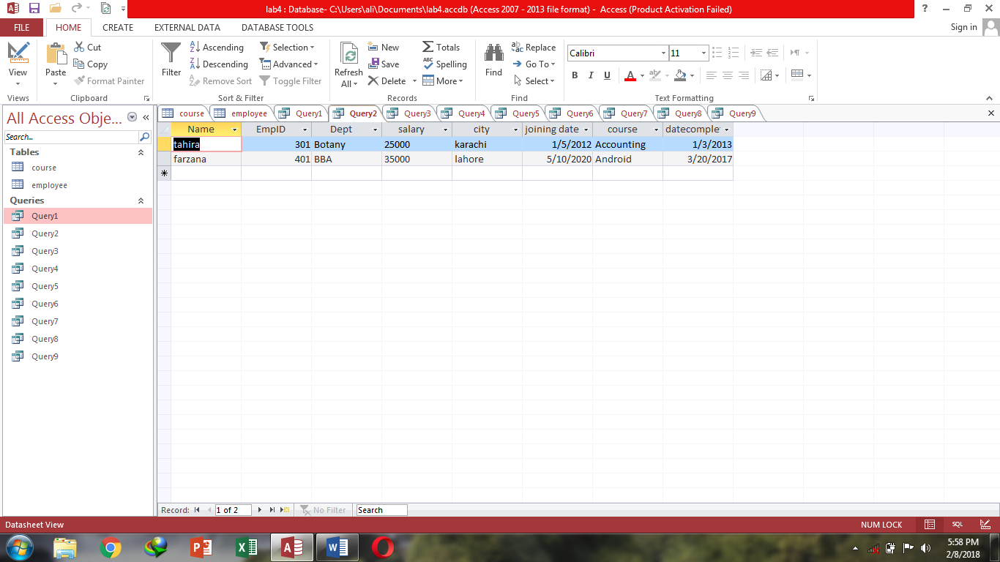 lab4 : Database- C:\Users\ali\Documents\lab4.accdb (Access 2007 - 2013 file format) - Access (Product Activation Failed)
FILE HOME CREATE EXTERNAL DATA DATABASE TOOLS Sign in
View
Views
Paste
Cut
Copy
Format Painter
Clipboard
Filter
Ascending
Descending
Remove Sort
Selection
Advanced
Toggle Filter
Sort & Filter
Refresh
All
New
Save
Delete
Totals
Spelling
More
Records
Find
Replace
Go To
Select
Find
Calibri 11
B I U A
Text Formatting
All Access Obje...
Search...
Tables
course
employee
Queries
Query1
Query2
Query3
Query4
Query5
Query6
Query7
Query8
Query9
course employee Query1 Query2 Query3 Query4 Query5 Query6 Query7 Query8 Query9
Name EmpID Dept salary city joining date course datecomplet
tahira 301 Botany 25000 karachi 1/5/2012 Accounting 1/3/2013
farzana 401 BBA 35000 lahore 5/10/2020 Android 3/20/2017
Record: 1 of 2 No Filter Search
Datasheet View NUM LOCK SQL
5:58 PM
2/8/2018